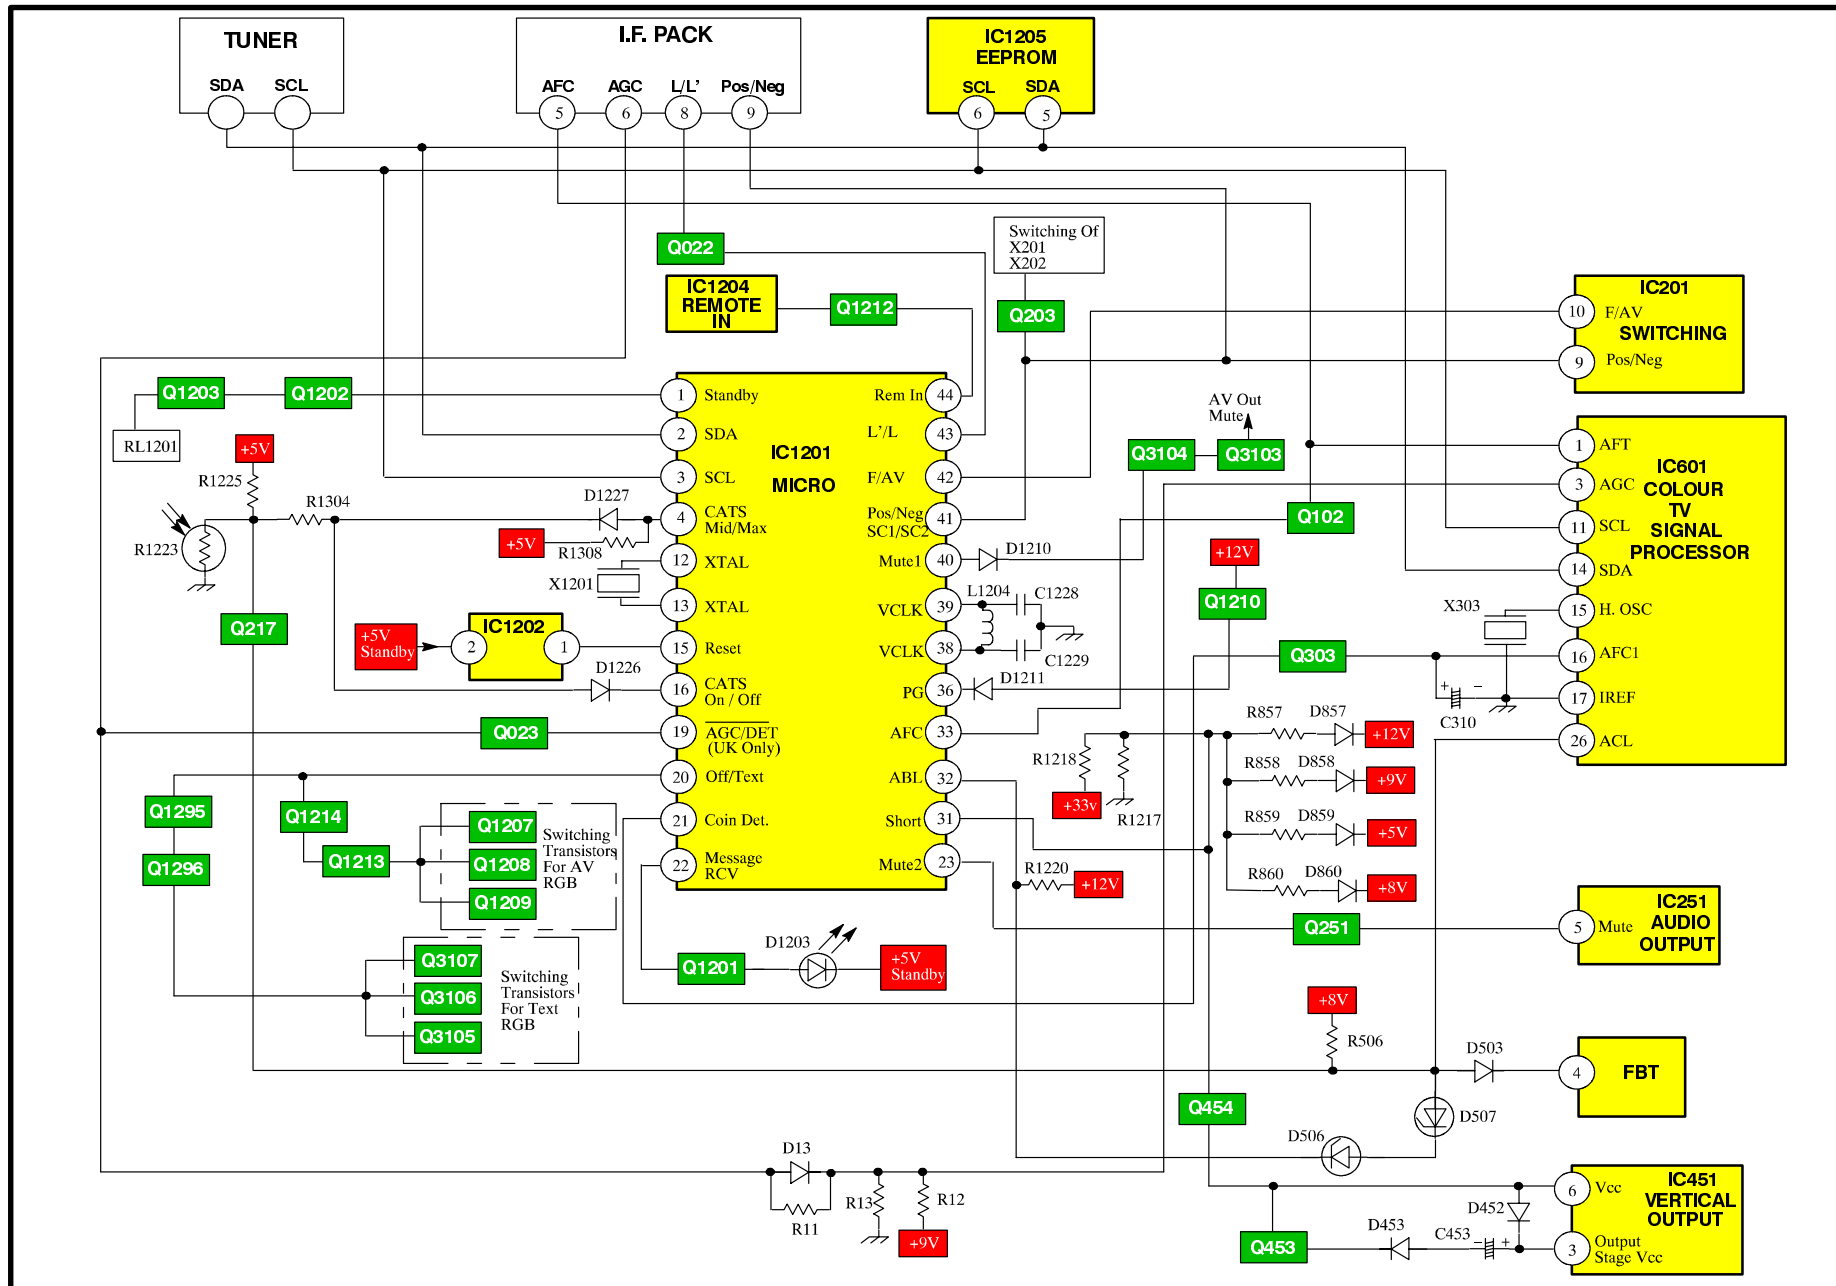 TUNER
SDA
SCL
I.F. PACK
AFC
AGC
L/L'
Pos/Neg
5
6
8
9
IC1205
EEPROM
SCL
SDA
6
5
Q022
Switching Of
X201
X202
Q203
IC1204
REMOTE
IN
Q1212
IC201
SWITCHING
10
F/AV
9
Pos/Neg
Q1203
Q1202
RL1201
+5V
R1225
R1304
R1223
D1227
+5V
R1308
X1201
Q217
+5V
Standby
2
IC1202
1
D1226
Q023
IC1201
MICRO
1
Standby
2
SDA
3
SCL
4
CATS
Mid/Max
12
XTAL
13
XTAL
15
Reset
16
CATS
On / Off
19
AGC/DET
(UK Only)
20
Off/Text
21
Coin Det.
22
Message
RCV
Rem In
44
L'/L
43
F/AV
42
Pos/Neg
SC1/SC2
41
Mute1
40
VCLK
39
VCLK
38
PG
36
AFC
33
ABL
32
Short
31
Mute2
23
AV Out
Mute
Q3104
Q3103
Q102
D1210
+12V
Q1210
L1204
C1228
C1229
D1211
Q303
X303
C310
+
−
IC601
COLOUR
TV
SIGNAL
PROCESSOR
1
AFT
3
AGC
11
SCL
14
SDA
15
H. OSC
16
AFC1
17
IREF
26
ACL
R1218
+33v
R1217
R857
D857
+12V
R858
D858
+9V
R859
D859
+5V
R860
D860
+8V
R1220
+12V
Q1295
Q1296
Q1214
Q1213
Q1207
Q1208
Q1209
Switching
Transistors
For AV
RGB
Q3107
Q3106
Q3105
Switching
Transistors
For Text
RGB
Q1201
D1203
+5V
Standby
Q251
IC251
AUDIO
OUTPUT
5
Mute
+8V
R506
D503
4
FBT
Q454
D507
D506
D13
R11
R13
R12
+9V
Q453
D453
C453
−
+
D452
IC451
VERTICAL
OUTPUT
6
Vcc
3
Output
Stage Vcc